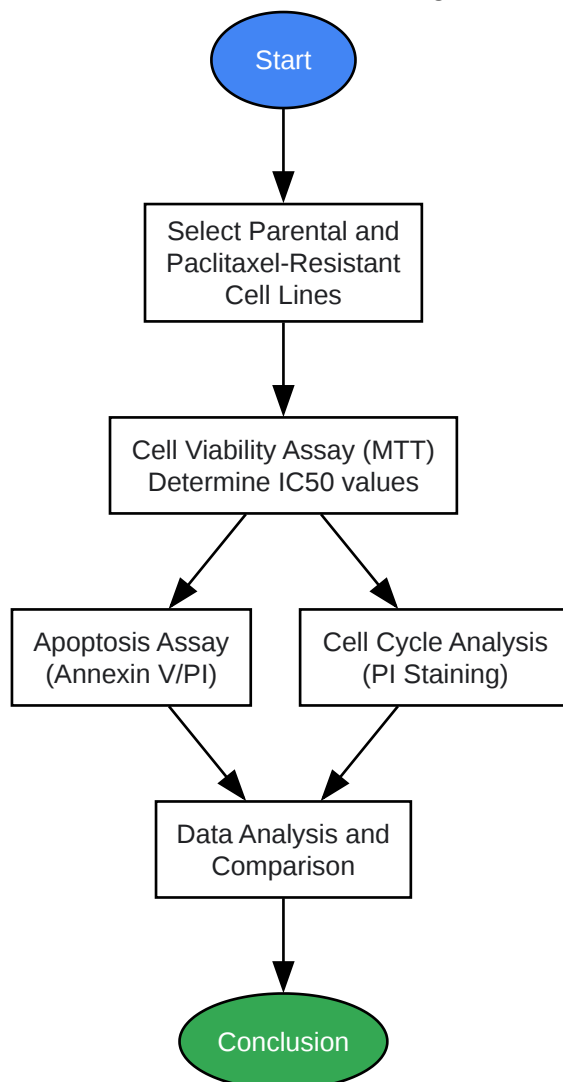 Start
Select Parental and
Paclitaxel-Resistant
Cell Lines
Cell Viability Assay (MTT)
Determine IC50 values
Apoptosis Assay
(Annexin V/PI)
Cell Cycle Analysis
(PI Staining)
Data Analysis and
Comparison
Conclusion